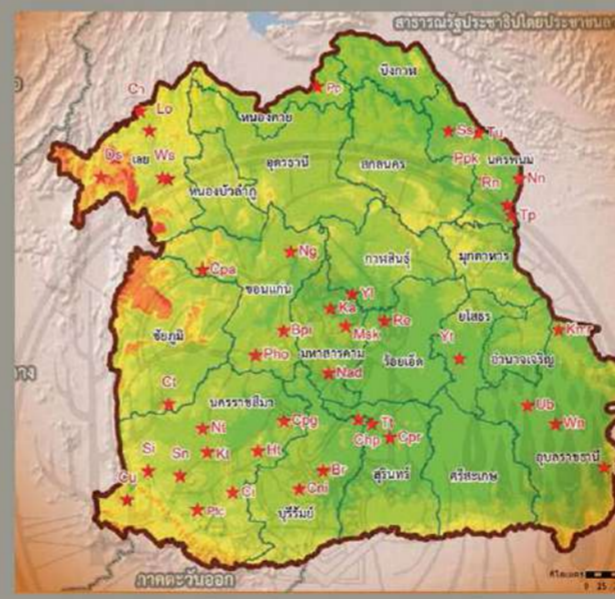 สาธารณรัฐประชาธิปไตยประชาชนลาว
บึงกาฬ
Pp
Lo
หนองคาย
Ss
Tu
Ds
เลย
Ws
อุดรธานี
สกลนคร
Ppk
นครพนม
Rn
Nn
หนองบัวลำภู
Tp
Ng
กาฬสินธุ์
มุกดาหาร
Cpa
ขอนแก่น
Yl
Ka
ยโสธร
Bpi
Msk
Re
Yt
ชัยภูมิ
Pho
มหาสารคาม
ร้อยเอ็ด
อำนาจเจริญ
Nad
Ct
นครราชสีมา
Ub
Nt
Cpg
Tt
Wn
Chp
Cpr
Si
Sn
Kt
Ht
Br
สุรินทร์
ศรีสะเกษ
อุบลราชธานี
Cu
Ci
Cni
Plc
บุรีรัมย์
ภาคตะวันออก
กิโลเมตร
0 25